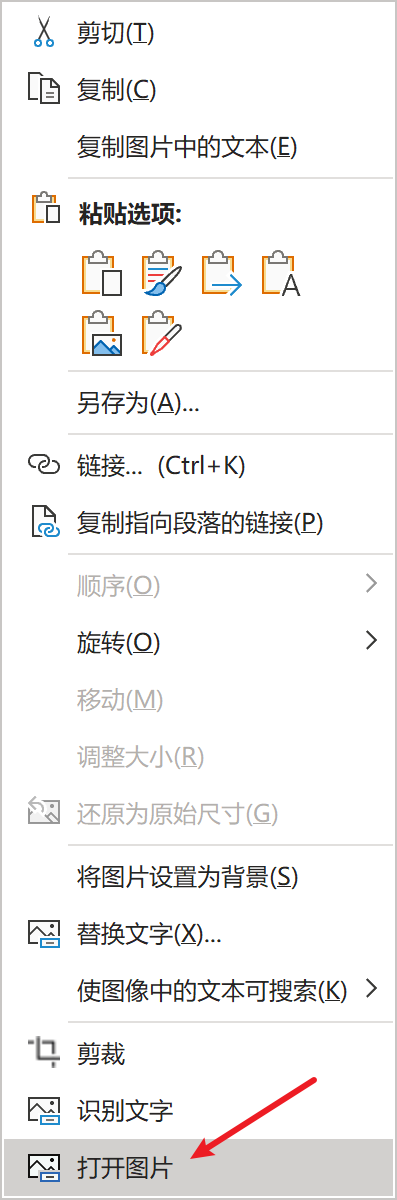 剪切(T)
复制(C)
复制图片中的文本(E)
粘贴选项:
A
另存为(A)...
链接... (Ctrl+K)
复制指向段落的链接(P)
顺序(O)
旋转(O)
移动(M)
调整大小(R)
还原为原始尺寸(G)
将图片设置为背景(S)
替换文字(X)...
使图像中的文本可搜索(K)
剪裁
识别文字
打开图片